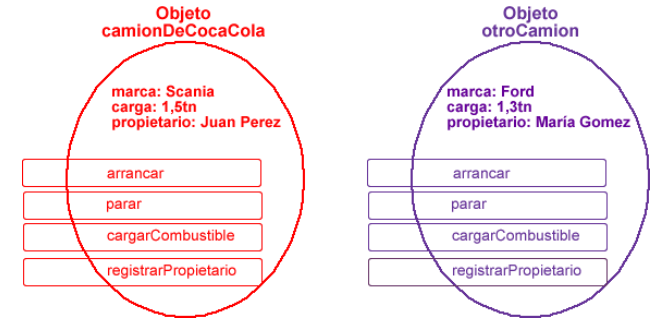 Objeto
camionDeCocaCola
marca: Scania
carga: 1,5tn
propietario: Juan Perez
arrancar
parar
cargarCombustible
registrarPropietario
Objeto
otroCamion
marca: Ford
carga: 1,3tn
propietario: María Gomez
arrancar
parar
cargarCombustible
registrarPropietario